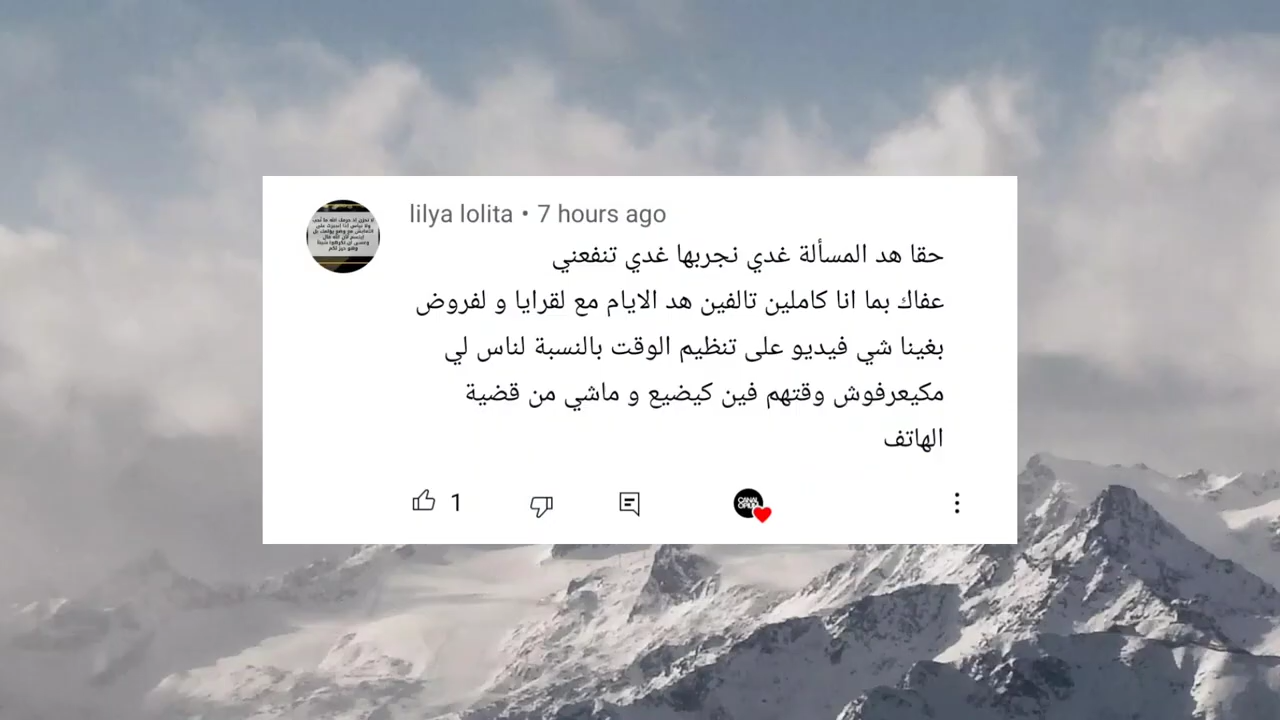 lilya lolita • 7 hours ago
حقا هد المسألة غدي نجربها غدي تنفعني
عفاك بما انا كاملين تالفين هد الايام مع لقرايا و لفروض
بغينا شي فيديو على تنظيم الوقت بالنسبة لناس لي
مكيعرفوش وقتهم فين كيضيع و ماشي من قضية
الهاتف
1